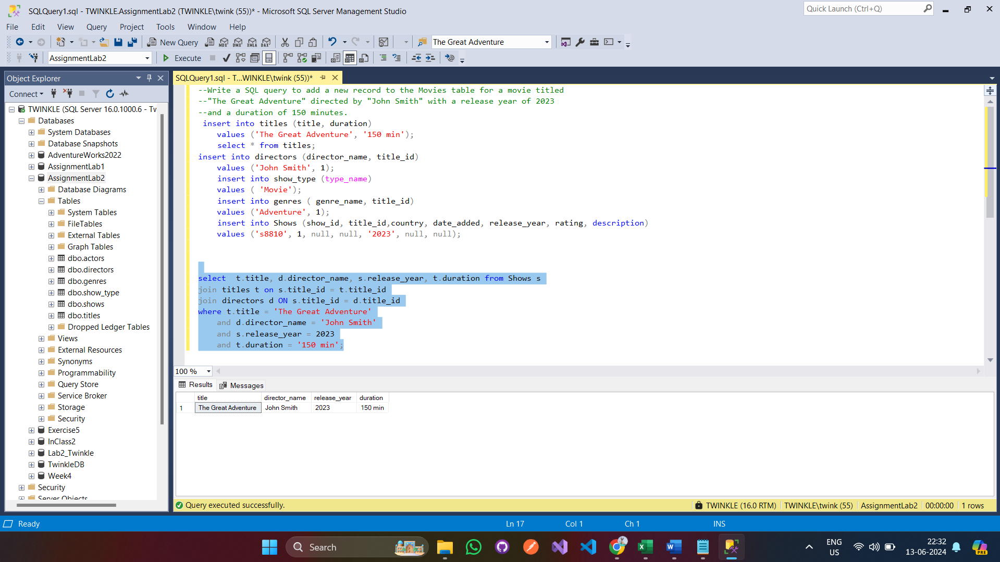 SQLQuery1.sql - TWINKLE.AssignmentLab2 (TWINKLE\twink (55))* - Microsoft SQL Server Management Studio
Quick Launch (Ctrl+Q)
File Edit View Query Project Tools Window Help
New Query
MDX DMX XMLA DAX
The Great Adventure
AssignmentLab2
Execute
Object Explorer
Connect
TWINKLE (SQL Server 16.0.1000.6 - Tw
Databases
System Databases
Database Snapshots
AdventureWorks2022
AssignmentLab1
AssignmentLab2
Database Diagrams
Tables
System Tables
FileTables
External Tables
Graph Tables
dbo.actors
dbo.directors
dbo.genres
dbo.show_type
dbo.shows
dbo.titles
Dropped Ledger Tables
Views
External Resources
Synonyms
Programmability
Query Store
Service Broker
Storage
Security
Exercise5
InClass2
Lab2_Twinkle
TwinkleDB
Week4
Security
Server Objects
SQLQuery1.sql - T...WINKLE\twink (55))*
--Write a SQL query to add a new record to the Movies table for a movie titled
--"The Great Adventure" directed by "John Smith" with a release year of 2023
--and a duration of 150 minutes.
insert into titles (title, duration)
values ('The Great Adventure', '150 min');
select * from titles;
insert into directors (director_name, title_id)
values ('John Smith', 1);
insert into show_type (type_name)
values ( 'Movie');
insert into genres ( genre_name, title_id)
values ('Adventure', 1);
insert into Shows (show_id, title_id,country, date_added, release_year, rating, description)
values ('s8810', 1, null, null, '2023', null, null);
select  t.title, d.director_name, s.release_year, t.duration from Shows s
join titles t on s.title_id = t.title_id
join directors d ON s.title_id = d.title_id
where t.title = 'The Great Adventure'
and d.director_name = 'John Smith'
and s.release_year = 2023
and t.duration = '150 min';
100 %
Results Messages
title director_name release_year duration
1 The Great Adventure John Smith 2023 150 min
Query executed successfully.
TWINKLE (16.0 RTM) TWINKLE\twink (55) AssignmentLab2 00:00:00 1 rows
Ready
Ln 17 Col 1 Ch 1 INS
Search
ENG
US
22:32
13-06-2024
PRE